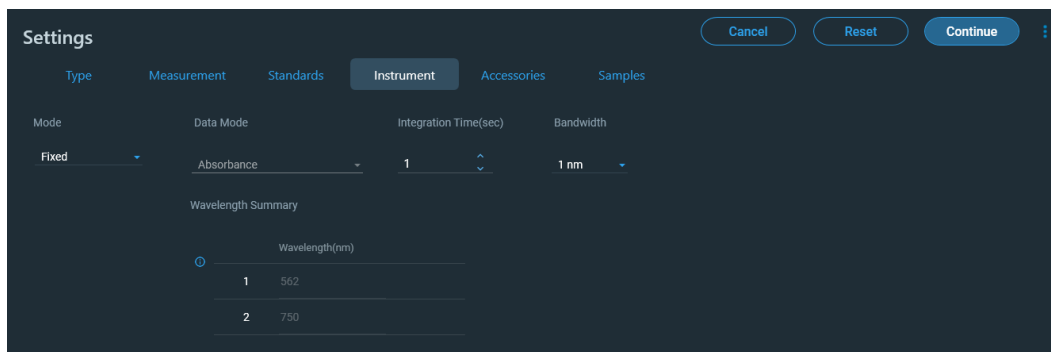 Settings
Cancel Reset Continue
Type Measurement Standards Instrument Accessories Samples
Mode Data Mode Integration Time(sec) Bandwidth
Fixed Absorbance 1 1 nm
Wavelength Summary
Wavelength(nm)
1 562
2 750